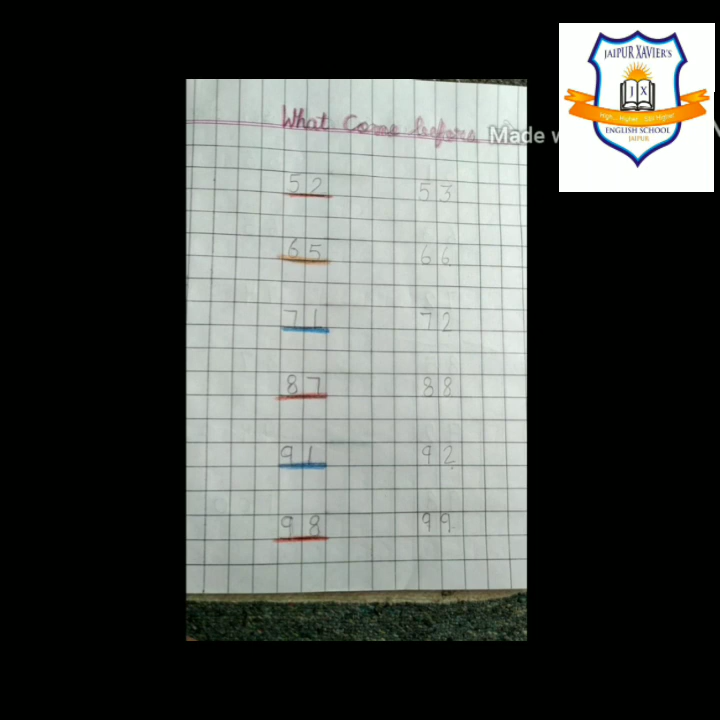 JAIPUR XAVIER'S
J X
High... Higher... Still Higher
ENGLISH SCHOOL
JAIPUR
What Come before
Made
52 53
65 66
71 72
87 88
91 92
98 99